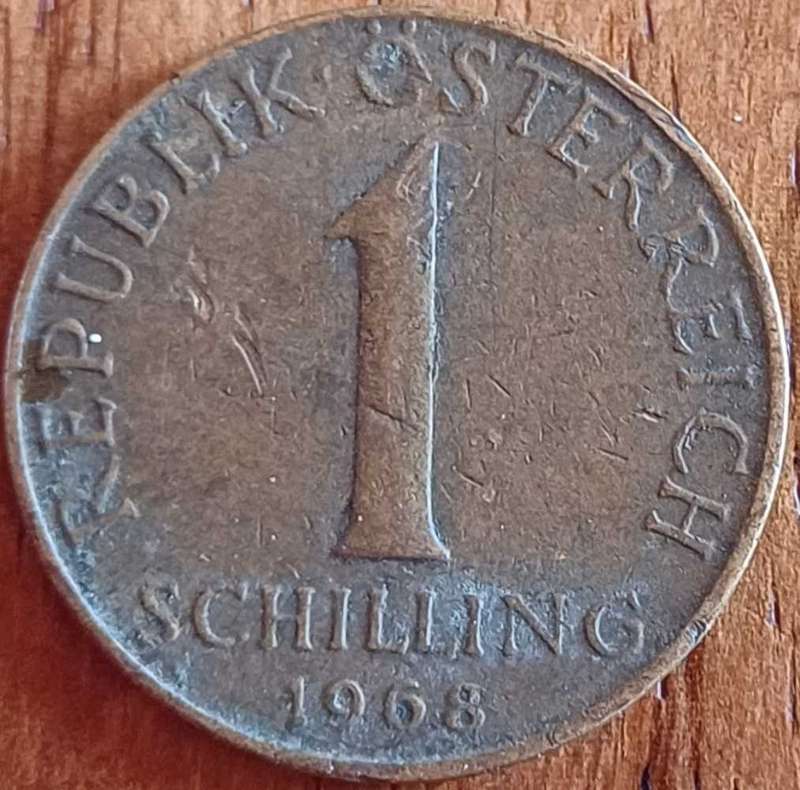 REPUBLIK · ÖSTERREICH
1
SCHILLING
1968